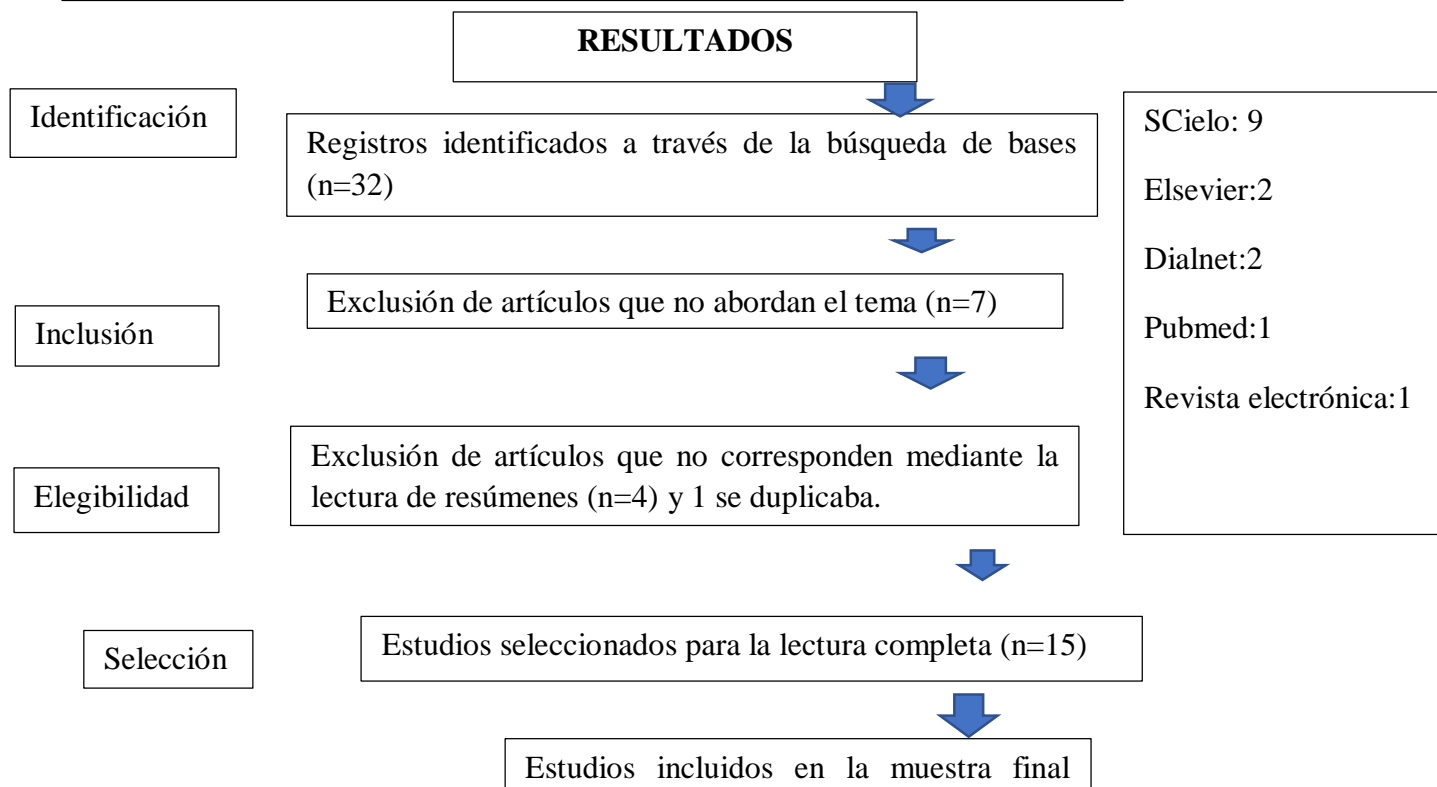 RESULTADOS
Identificación
Registros identificados a través de la búsqueda de bases
(n=32)
SCielo: 9
Elsevier:2
Dialnet:2
Pubmed:1
Revista electrónica:1
Inclusión
Exclusión de artículos que no abordan el tema (n=7)
Elegibilidad
Exclusión de artículos que no corresponden mediante la
lectura de resúmenes (n=4) y 1 se duplicaba.
Selección
Estudios seleccionados para la lectura completa (n=15)
Estudios incluidos en la muestra final